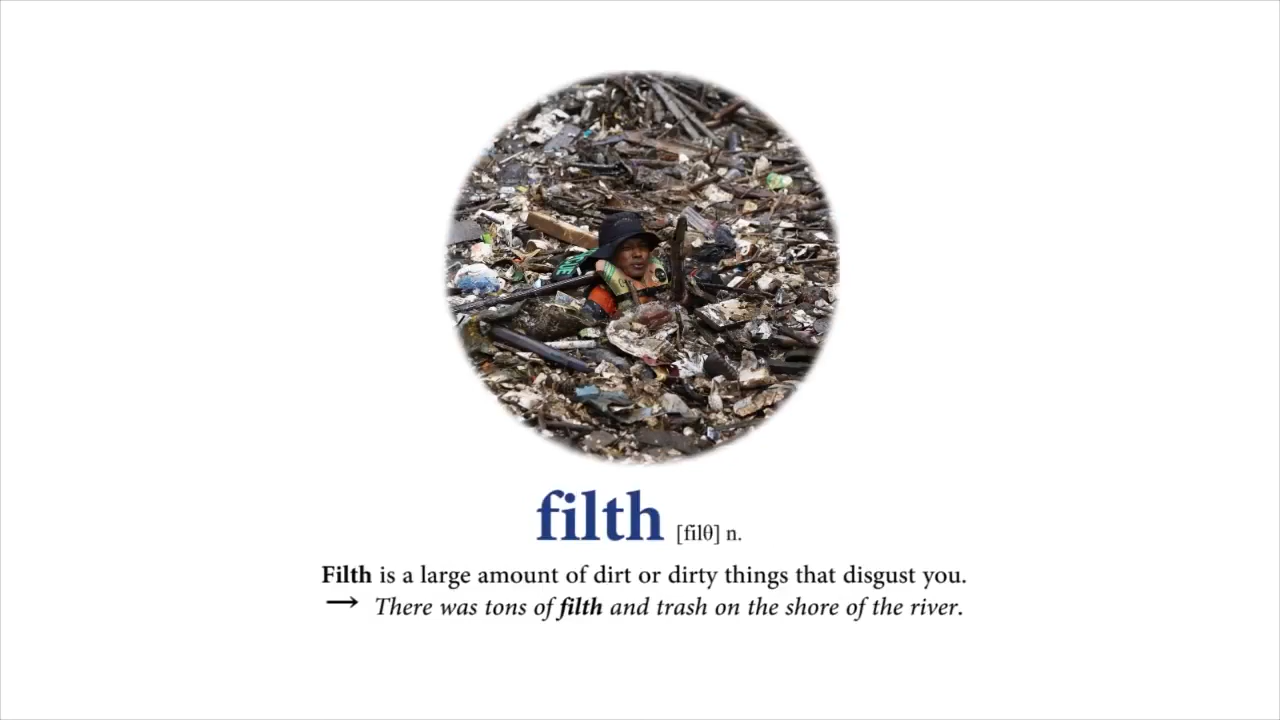 filth [filθ] n.
Filth is a large amount of dirt or dirty things that disgust you.
→ There was tons of filth and trash on the shore of the river.